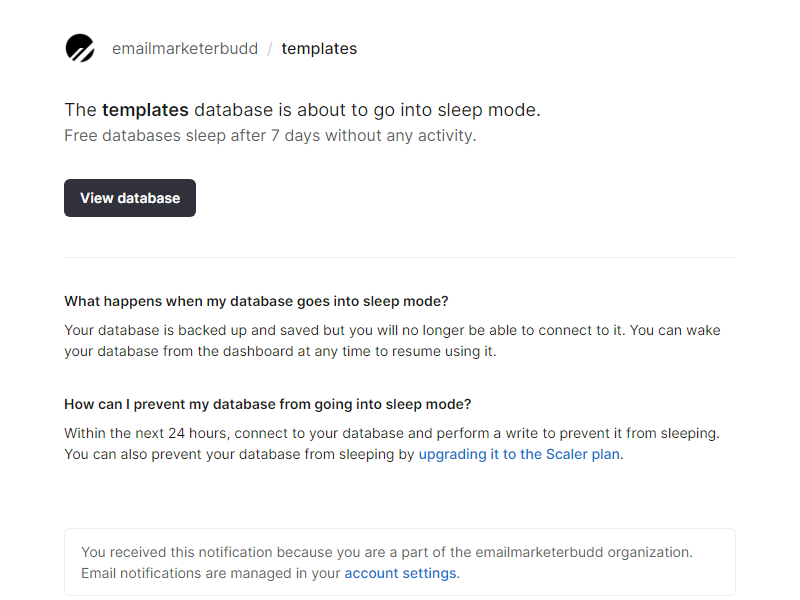 emailmarketerbudd / templates
The templates database is about to go into sleep mode.
Free databases sleep after 7 days without any activity.
View database
What happens when my database goes into sleep mode?
Your database is backed up and saved but you will no longer be able to connect to it. You can wake
your database from the dashboard at any time to resume using it.
How can I prevent my database from going into sleep mode?
Within the next 24 hours, connect to your database and perform a write to prevent it from sleeping.
You can also prevent your database from sleeping by upgrading it to the Scaler plan.
You received this notification because you are a part of the emailmarketerbudd organization.
Email notifications are managed in your account settings.